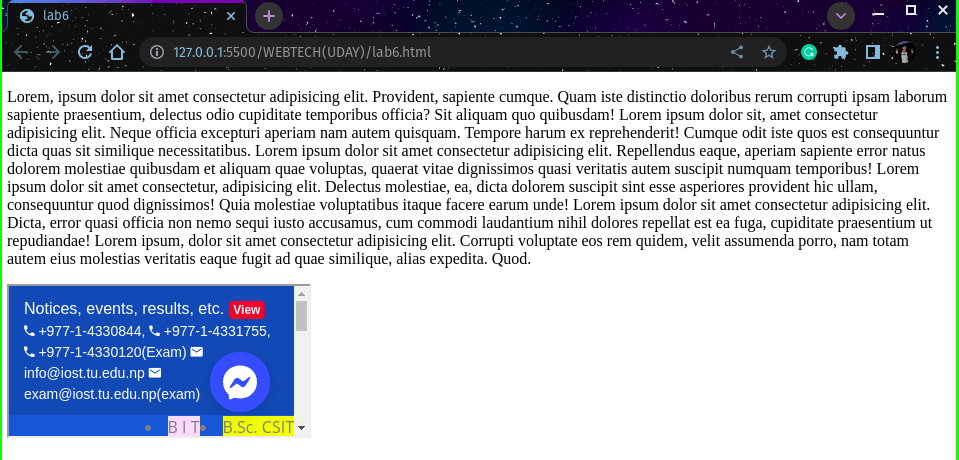 lab6
127.0.0.1:5500/WEBTECH(UDAY)/lab6.html
Lorem, ipsum dolor sit amet consectetur adipisicing elit. Provident, sapiente cumque. Quam iste distinctio doloribus rerum corrupti ipsam laborum
sapiente praesentium, delectus odio cupiditate temporibus officia? Sit aliquam quo quibusdam! Lorem ipsum dolor sit, amet consectetur
adipisicing elit. Neque officia excepturi aperiam nam autem quisquam. Tempore harum ex reprehenderit! Cumque odit iste quos est consequuntur
dicta quas sit similique necessitatibus. Lorem ipsum dolor sit amet consectetur adipisicing elit. Repellendus eaque, aperiam sapiente error natus
dolorem molestiae quibusdam et aliquam quae voluptas, quaerat vitae dignissimos quasi veritatis autem suscipit numquam temporibus! Lorem
ipsum dolor sit amet consectetur, adipisicing elit. Delectus molestiae, ea, dicta dolorem suscipit sint esse asperiores provident hic ullam,
consequuntur quod dignissimos! Quia molestiae voluptatibus itaque facere earum unde! Lorem ipsum dolor sit amet consectetur adipisicing elit.
Dicta, error quasi officia non nemo sequi iusto accusamus, cum commodi laudantium nihil dolores repellat est ea fuga, cupiditate praesentium ut
repudiandae! Lorem ipsum, dolor sit amet consectetur adipisicing elit. Corrupti voluptate eos rem quidem, velit assumenda porro, nam totam
autem eius molestias veritatis eaque fugit ad quae similique, alias expedita. Quod.
Notices, events, results, etc. View
+977-1-4330844, +977-1-4331755,
+977-1-4330120(Exam)
info@iost.tu.edu.np
exam@iost.tu.edu.np(exam)
B I T B.Sc. CSIT